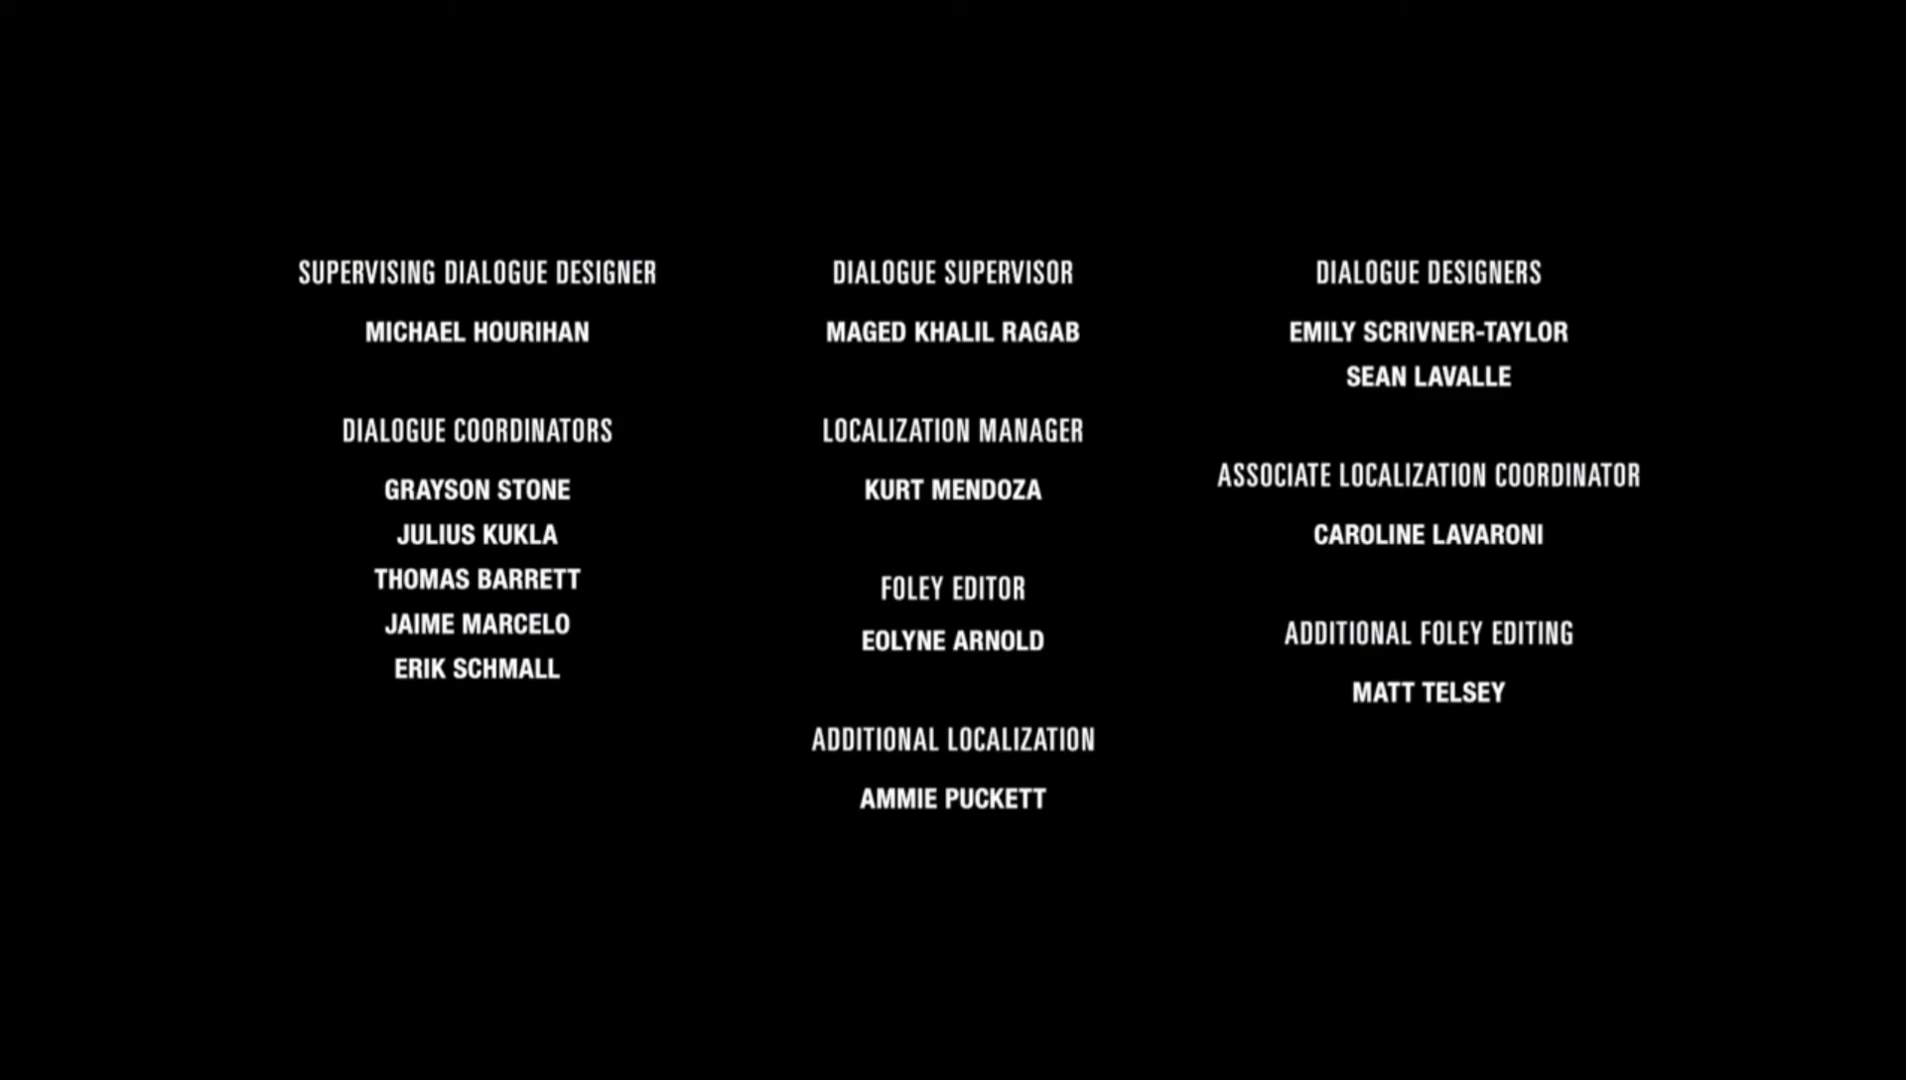 SUPERVISING DIALOGUE DESIGNER
MICHAEL HOURIHAN
DIALOGUE COORDINATORS
GRAYSON STONE
JULIUS KUKLA
THOMAS BARRETT
JAIME MARCELO
ERIK SCHMALL
DIALOGUE SUPERVISOR
MAGED KHALIL RAGAB
LOCALIZATION MANAGER
KURT MENDOZA
FOLEY EDITOR
EOLYNE ARNOLD
ADDITIONAL LOCALIZATION
AMMIE PUCKETT
DIALOGUE DESIGNERS
EMILY SCRIVNER-TAYLOR
SEAN LAVALLE
ASSOCIATE LOCALIZATION COORDINATOR
CAROLINE LAVARONI
ADDITIONAL FOLEY EDITING
MATT TELSEY